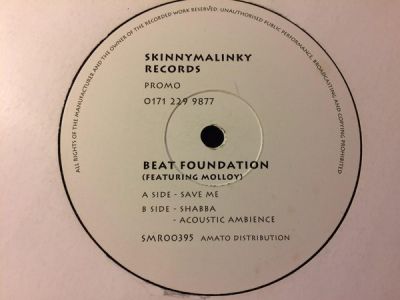 ALL RIGHTS OF THE MANUFACTURER AND THE OWNER OF THE RECORDED WORK RESERVED. UNAUTHORISED PUBLIC PERFORMANCE, BROADCASTING AND COPYING PROHIBITED
SKINNYMALINKY
RECORDS
PROMO
0171 229 9877
BEAT FOUNDATION
(FEATURING MOLLOY)
A SIDE - SAVE ME
B SIDE - SHABBA
- ACOUSTIC AMBIENCE
SMR00395 AMATO DISTRIBUTION